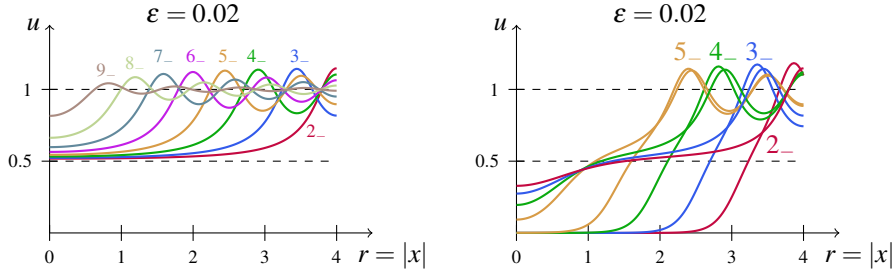 ε = 0.02
u
1
0.5
9₋ 8₋ 7₋ 6₋ 5₋ 4₋ 3₋
2₋
0 1 2 3 4 r = |x|
ε = 0.02
u
1
0.5
5₋ 4₋ 3₋
2₋
0 1 2 3 4 r = |x|